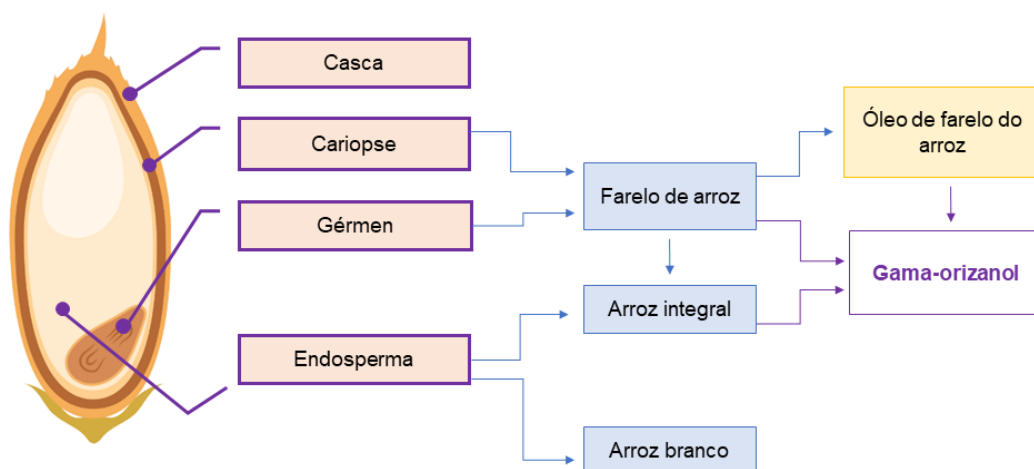 Casca
Cariopse
Gérmen
Endosperma
Farelo de arroz
Arroz integral
Arroz branco
Óleo de farelo do
arroz
Gama-orizanol